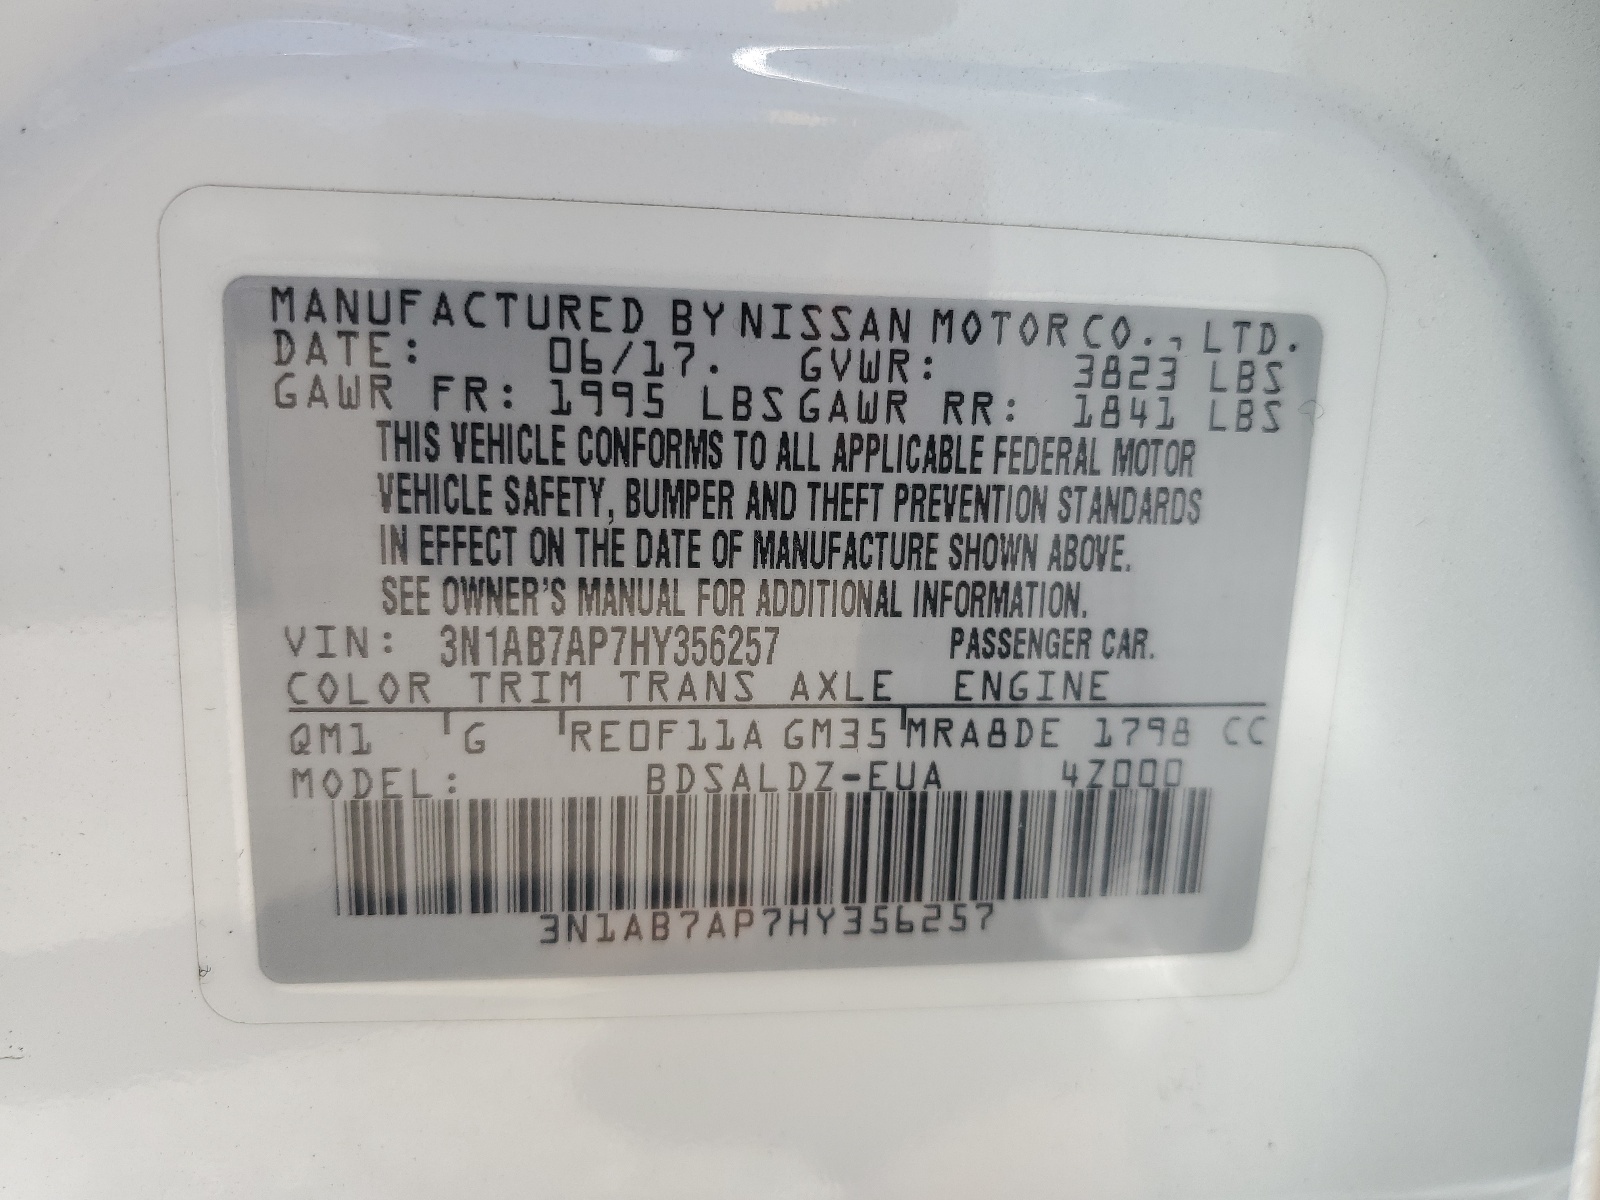 MANUFACTURED BY NISSAN MOTOR CO., LTD.
DATE: 06/17. GVWR: 3823 LBS
GAWR FR: 1995 LBS GAWR RR: 1841 LBS
THIS VEHICLE CONFORMS TO ALL APPLICABLE FEDERAL MOTOR
VEHICLE SAFETY, BUMPER AND THEFT PREVENTION STANDARDS
IN EFFECT ON THE DATE OF MANUFACTURE SHOWN ABOVE.
SEE OWNER'S MANUAL FOR ADDITIONAL INFORMATION.
VIN: 3N1AB7AP7HY356257 PASSENGER CAR.
COLOR TRIM TRANS AXLE ENGINE
QM1 G RE0F11A GM35 MRA8DE 1798 CC
MODEL: BDSALDZ-EUA 4Z000
3N1AB7AP7HY356257